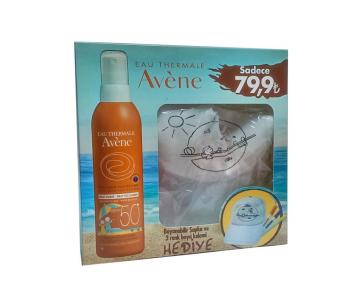 EAU THERMALE
Avène
Sadece
79,9₺
EAU THERMALE
Avène
50+
Boyanabilir Şapka ve
3 renk boya kalemi
HEDİYE